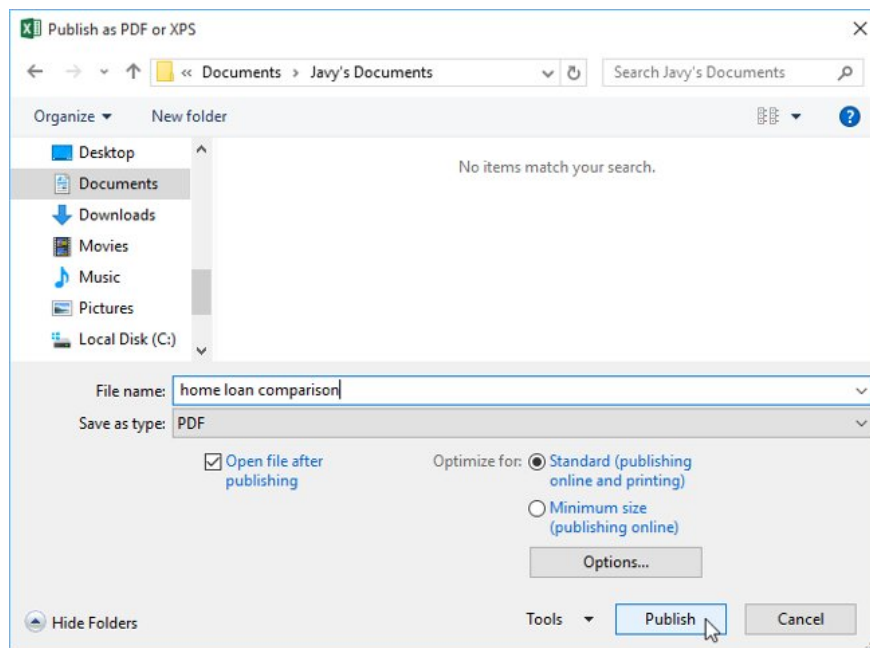 Publish as PDF or XPS
« Documents › Javy's Documents
Search Javy's Documents
Organize
New folder
Desktop
Documents
Downloads
Movies
Music
Pictures
Local Disk (C:)
No items match your search.
File name: home loan comparison
Save as type: PDF
Open file after
publishing
Optimize for: Standard (publishing
online and printing)
Minimum size
(publishing online)
Options...
Hide Folders
Tools
Publish
Cancel